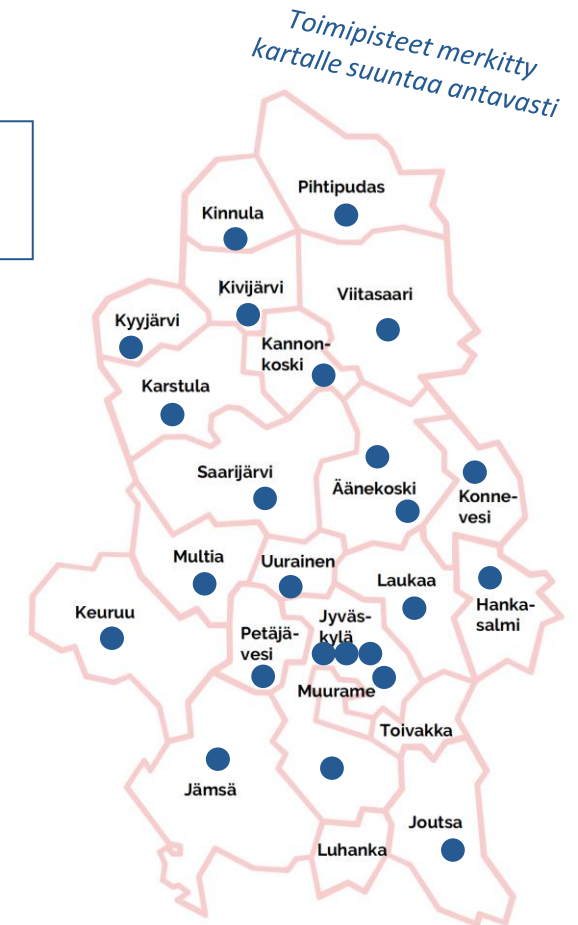 Toimipisteet merkitty
kartalle suuntaa antavasti
Pihtipudas
Kinnula
Kivijärvi
Viitasaari
Kyyjärvi
Kannon-
koski
Karstula
Saarijärvi
Äänekoski
Konne-
vesi
Multia
Uurainen
Laukaa
Hanka-
salmi
Keuruu
Jyväs-
kylä
Petäjä-
vesi
Muurame
Toivakka
Jämsä
Joutsa
Luhanka